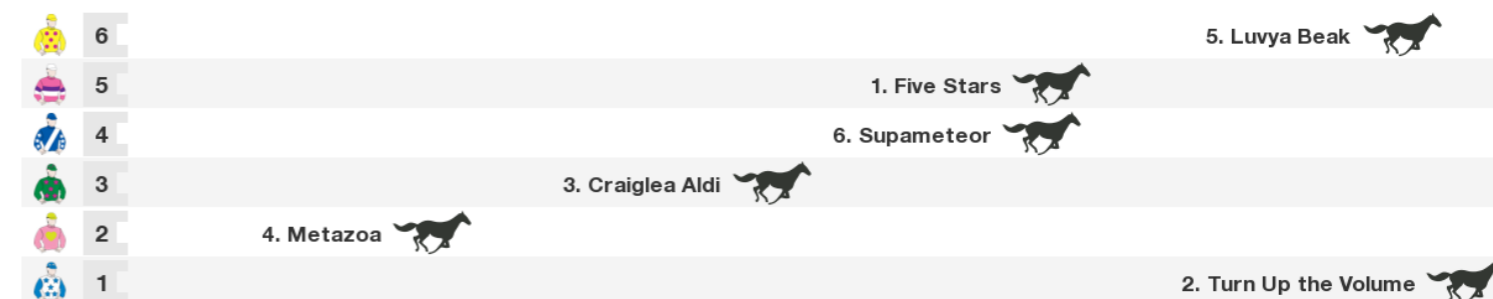 6 5. Luvya Beak
5 1. Five Stars
4 6. Supameteor
3 3. Craiglea Aldi
2 4. Metazoa
1 2. Turn Up the Volume